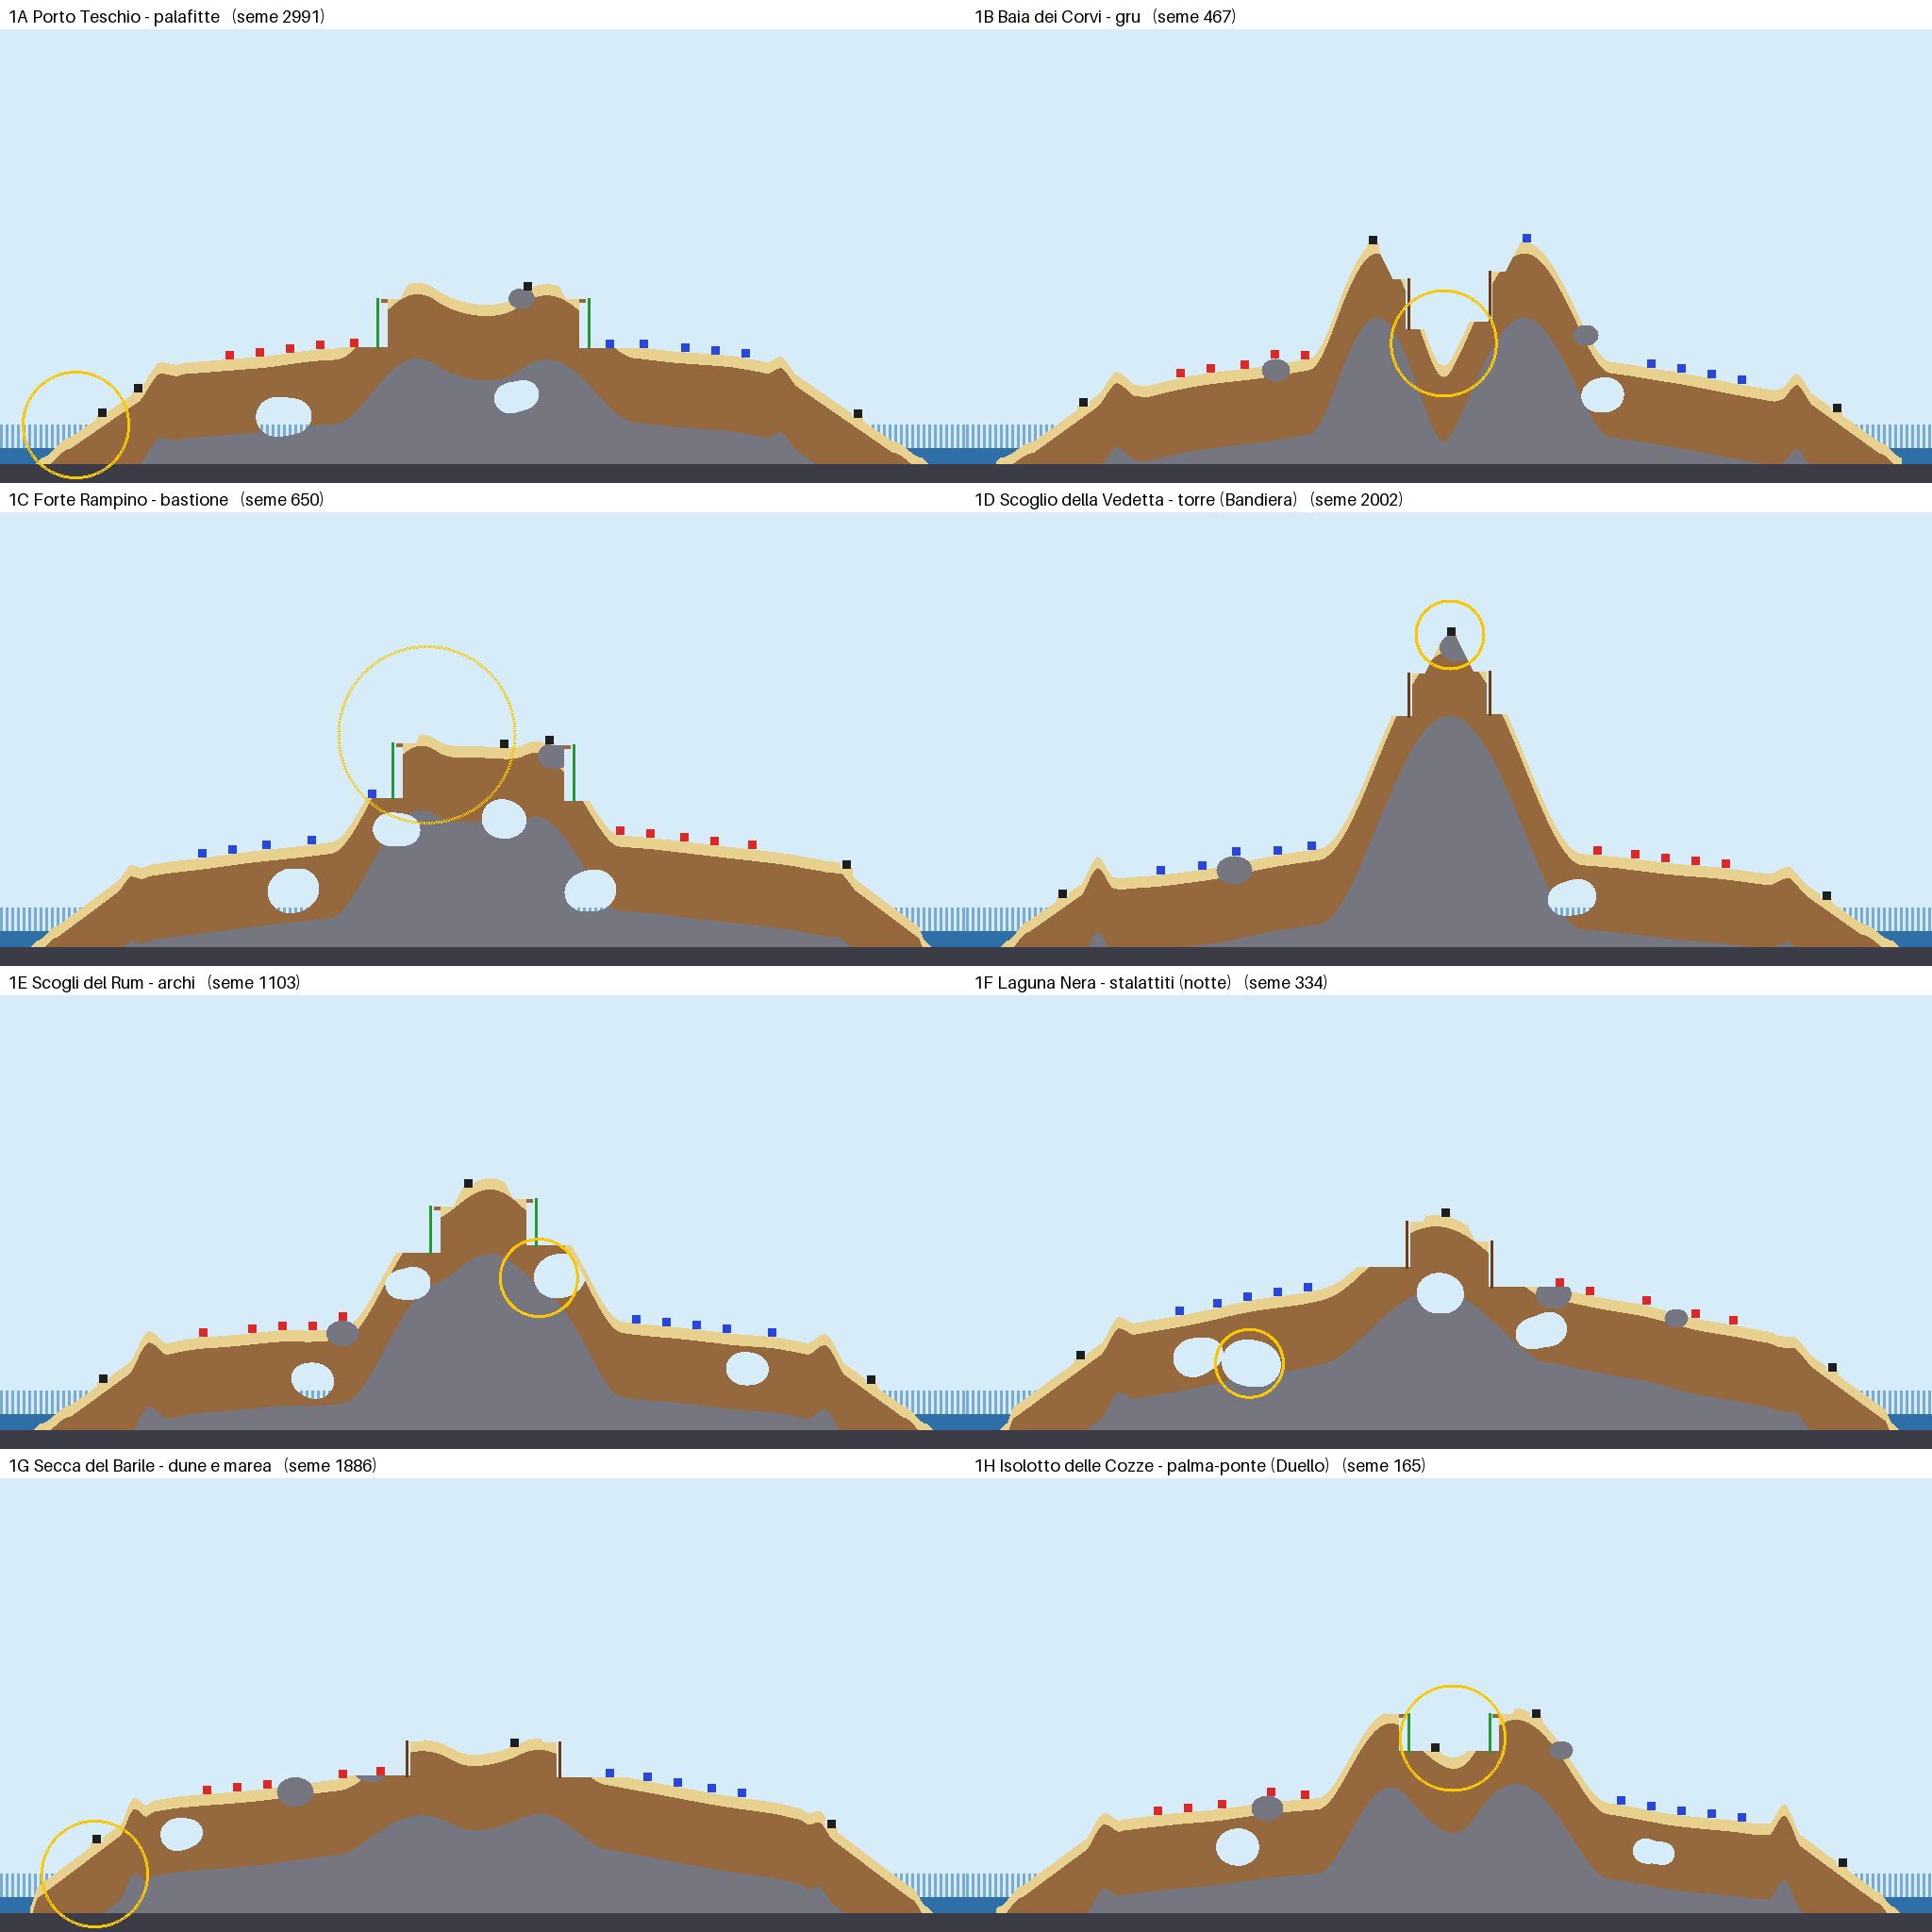 1A Porto Teschio - palafitte (seme 2991)
1B Baia dei Corvi - gru (seme 467)
1C Forte Rampino - bastione (seme 650)
1D Scoglio della Vedetta - torre (Bandiera) (seme 2002)
1E Scogli del Rum - archi (seme 1103)
1F Laguna Nera - stalattiti (notte) (seme 334)
1G Secca del Barile - dune e marea (seme 1886)
1H Isolotto delle Cozze - palma-ponte (Duello) (seme 165)